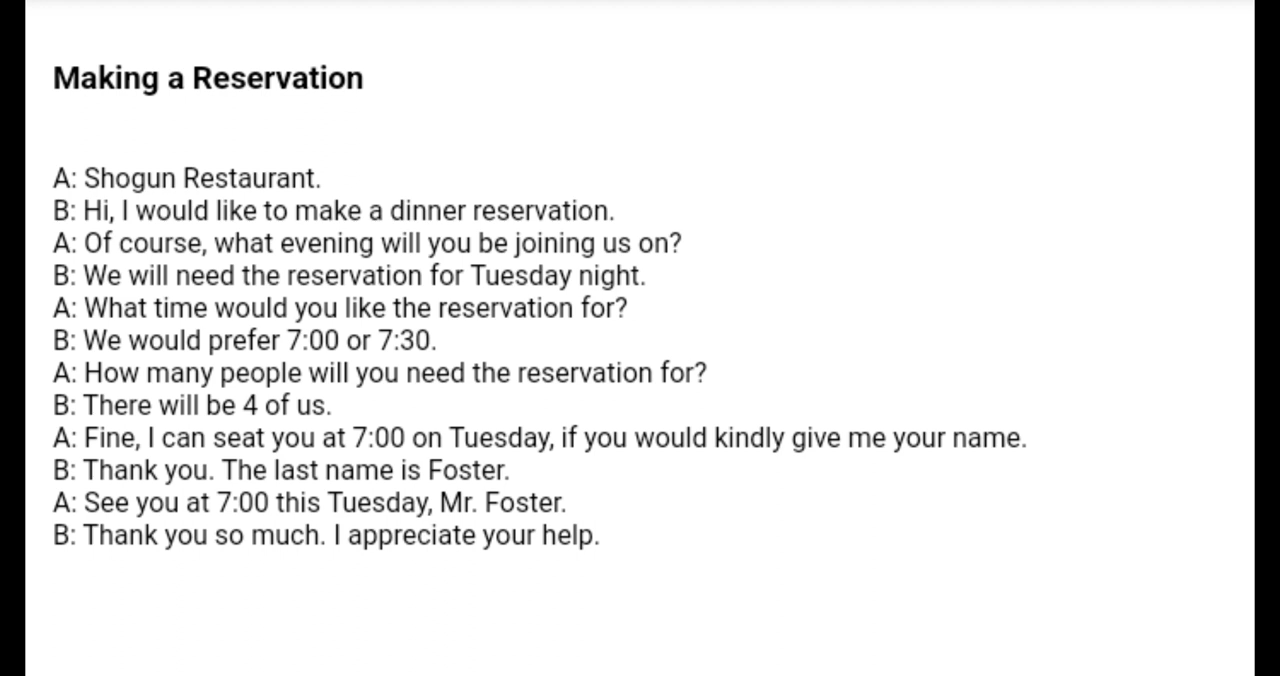 Making a Reservation
A: Shogun Restaurant.
B: Hi, I would like to make a dinner reservation.
A: Of course, what evening will you be joining us on?
B: We will need the reservation for Tuesday night.
A: What time would you like the reservation for?
B: We would prefer 7:00 or 7:30.
A: How many people will you need the reservation for?
B: There will be 4 of us.
A: Fine, I can seat you at 7:00 on Tuesday, if you would kindly give me your name.
B: Thank you. The last name is Foster.
A: See you at 7:00 this Tuesday, Mr. Foster.
B: Thank you so much. I appreciate your help.